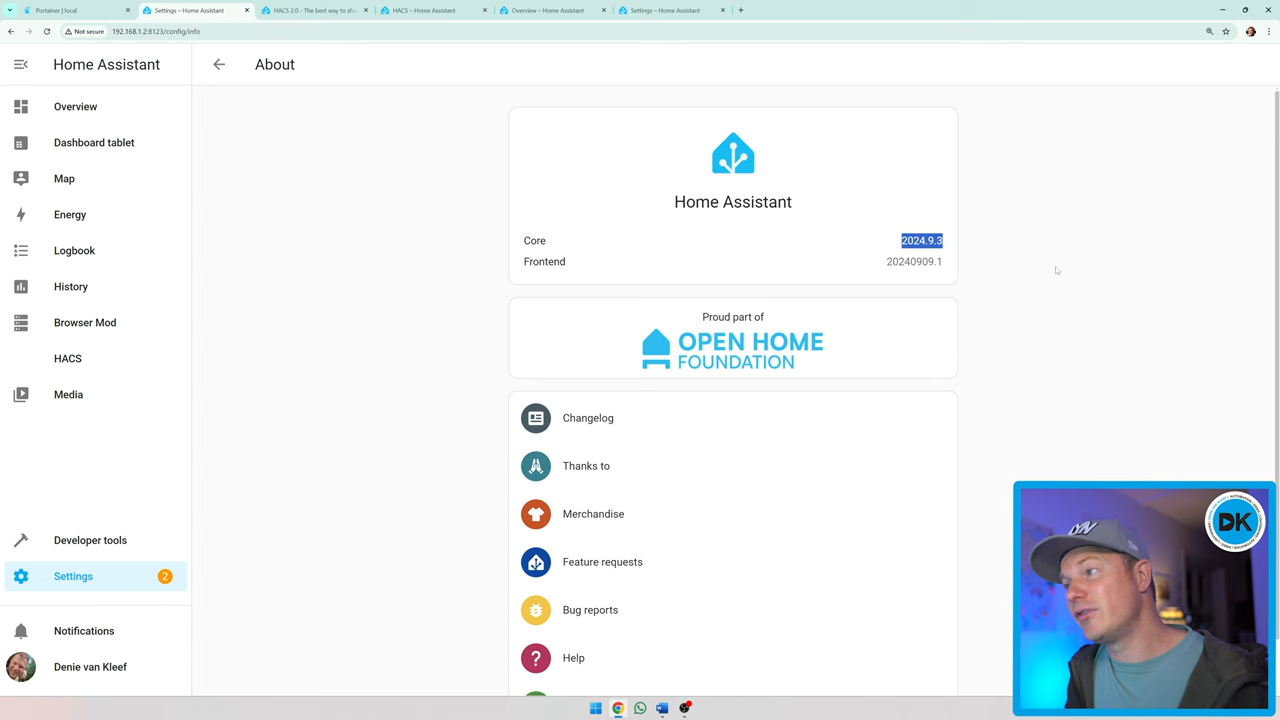 Portainer | local
Settings – Home Assistant
HACS 2.0 - The best way to sh
HACS – Home Assistant
Overview – Home Assistant
Settings – Home Assistant
Not secure
192.168.1.2:8123/config/info
Home Assistant
About
Overview
Dashboard tablet
Map
Energy
Logbook
History
Browser Mod
HACS
Media
Developer tools
Settings
2
Notifications
Denie van Kleef
Home Assistant
Core
2024.9.3
Frontend
20240909.1
Proud part of
OPEN HOME
FOUNDATION
Changelog
Thanks to
Merchandise
Feature requests
Bug reports
Help
DK